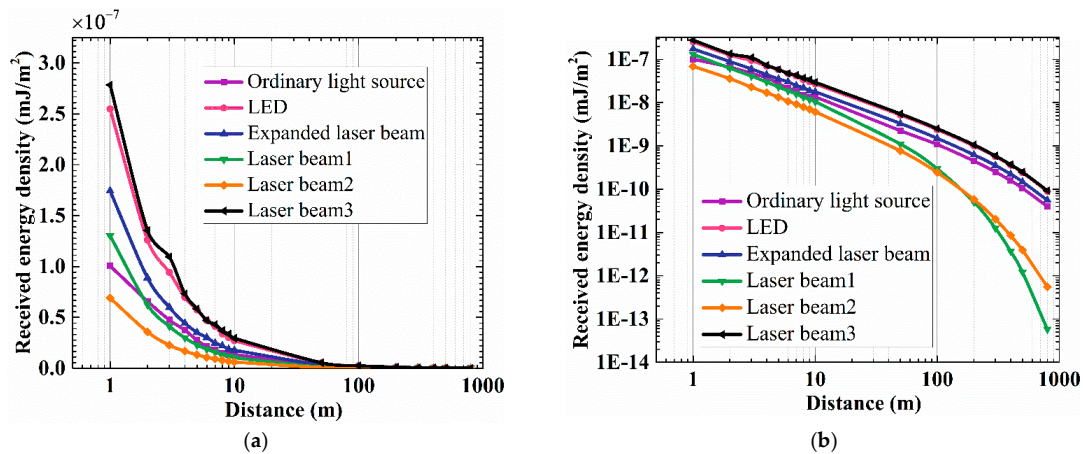 ×10⁻⁷
3.0
2.5
2.0
1.5
1.0
0.5
0.0
Received energy density (mJ/m²)
Ordinary light source
LED
Expanded laser beam
Laser beam1
Laser beam2
Laser beam3
1 10 100 1000
Distance (m)
(a)
1E-7
1E-8
1E-9
1E-10
1E-11
1E-12
1E-13
1E-14
Received energy density (mJ/m²)
Ordinary light source
LED
Expanded laser beam
Laser beam1
Laser beam2
Laser beam3
1 10 100 1000
Distance (m)
(b)